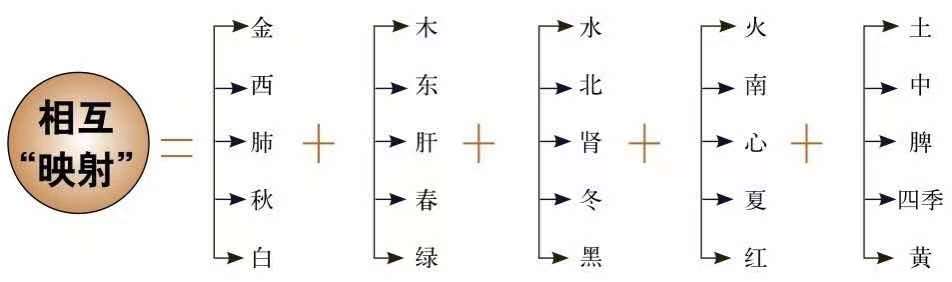 相互
“映射”
=
金
西
肺
秋
白
+
木
东
肝
春
绿
+
水
北
肾
冬
黑
+
火
南
心
夏
红
+
土
中
脾
四季
黄